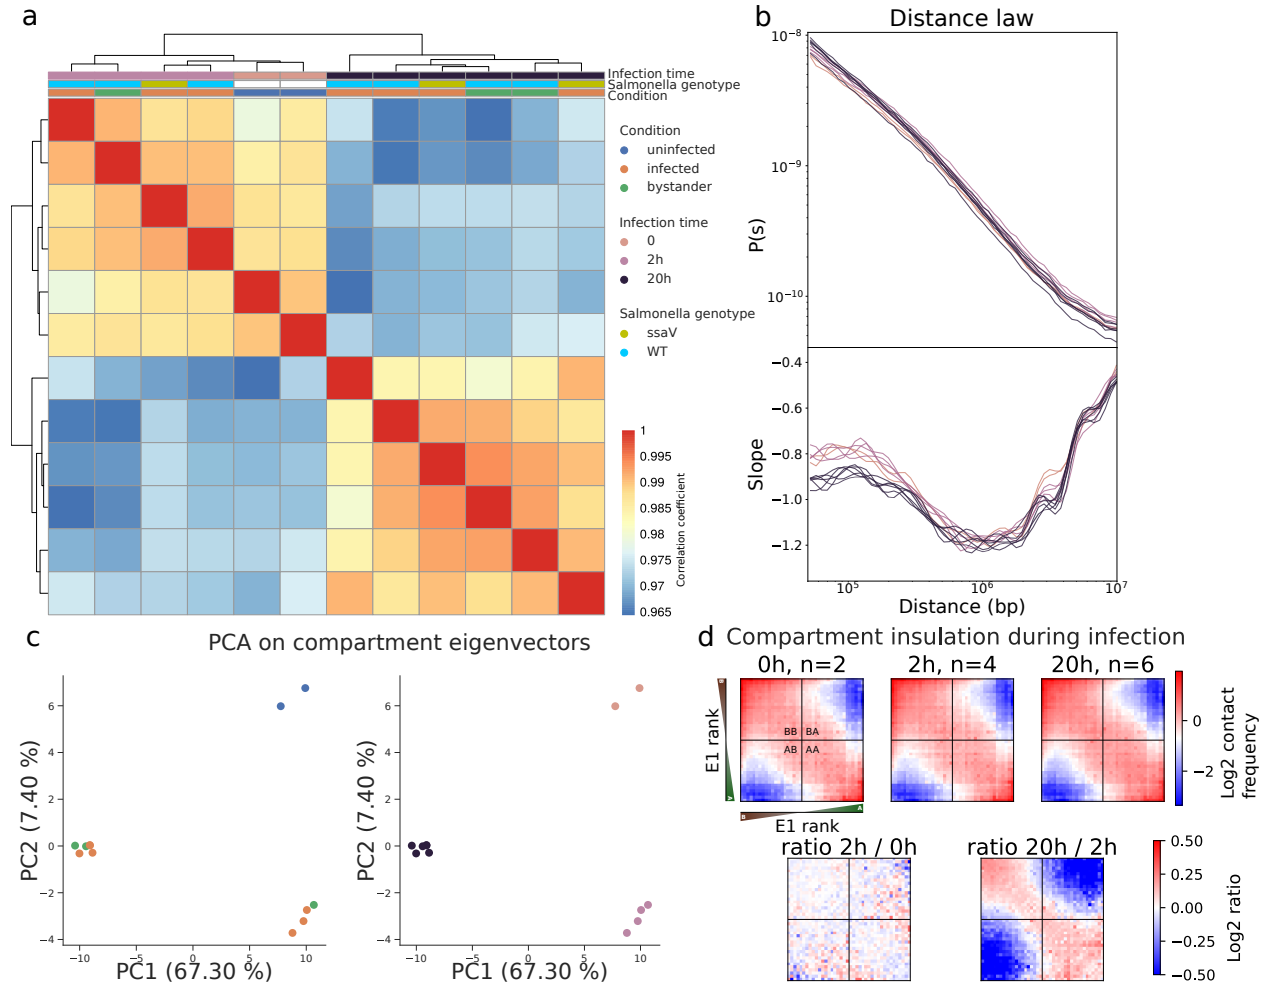 a
Infection time
Salmonella genotype
Condition
Condition
uninfected
infected
bystander
Infection time
0
2h
20h
Salmonella genotype
ssaV
WT
1
0.995
0.99
0.985
0.98
0.975
0.97
0.965
Correlation coefficient
b
Distance law
10⁻⁸
10⁻⁹
10⁻¹⁰
P(s)
−0.4
−0.6
−0.8
−1.0
−1.2
Slope
10⁵
10⁶
10⁷
Distance (bp)
c
PCA on compartment eigenvectors
6
4
2
0
−2
−4
PC2 (7.40 %)
−10
−5
0
5
10
PC1 (67.30 %)
6
4
2
0
−2
−4
PC2 (7.40 %)
−10
−5
0
5
10
PC1 (67.30 %)
d
Compartment insulation during infection
0h, n=2
2h, n=4
20h, n=6
B
E1 rank
A
BB BA
AB AA
B
A
E1 rank
0
−2
Log2 contact
frequency
ratio 2h / 0h
ratio 20h / 2h
0.50
0.25
0.00
−0.25
−0.50
Log2 ratio